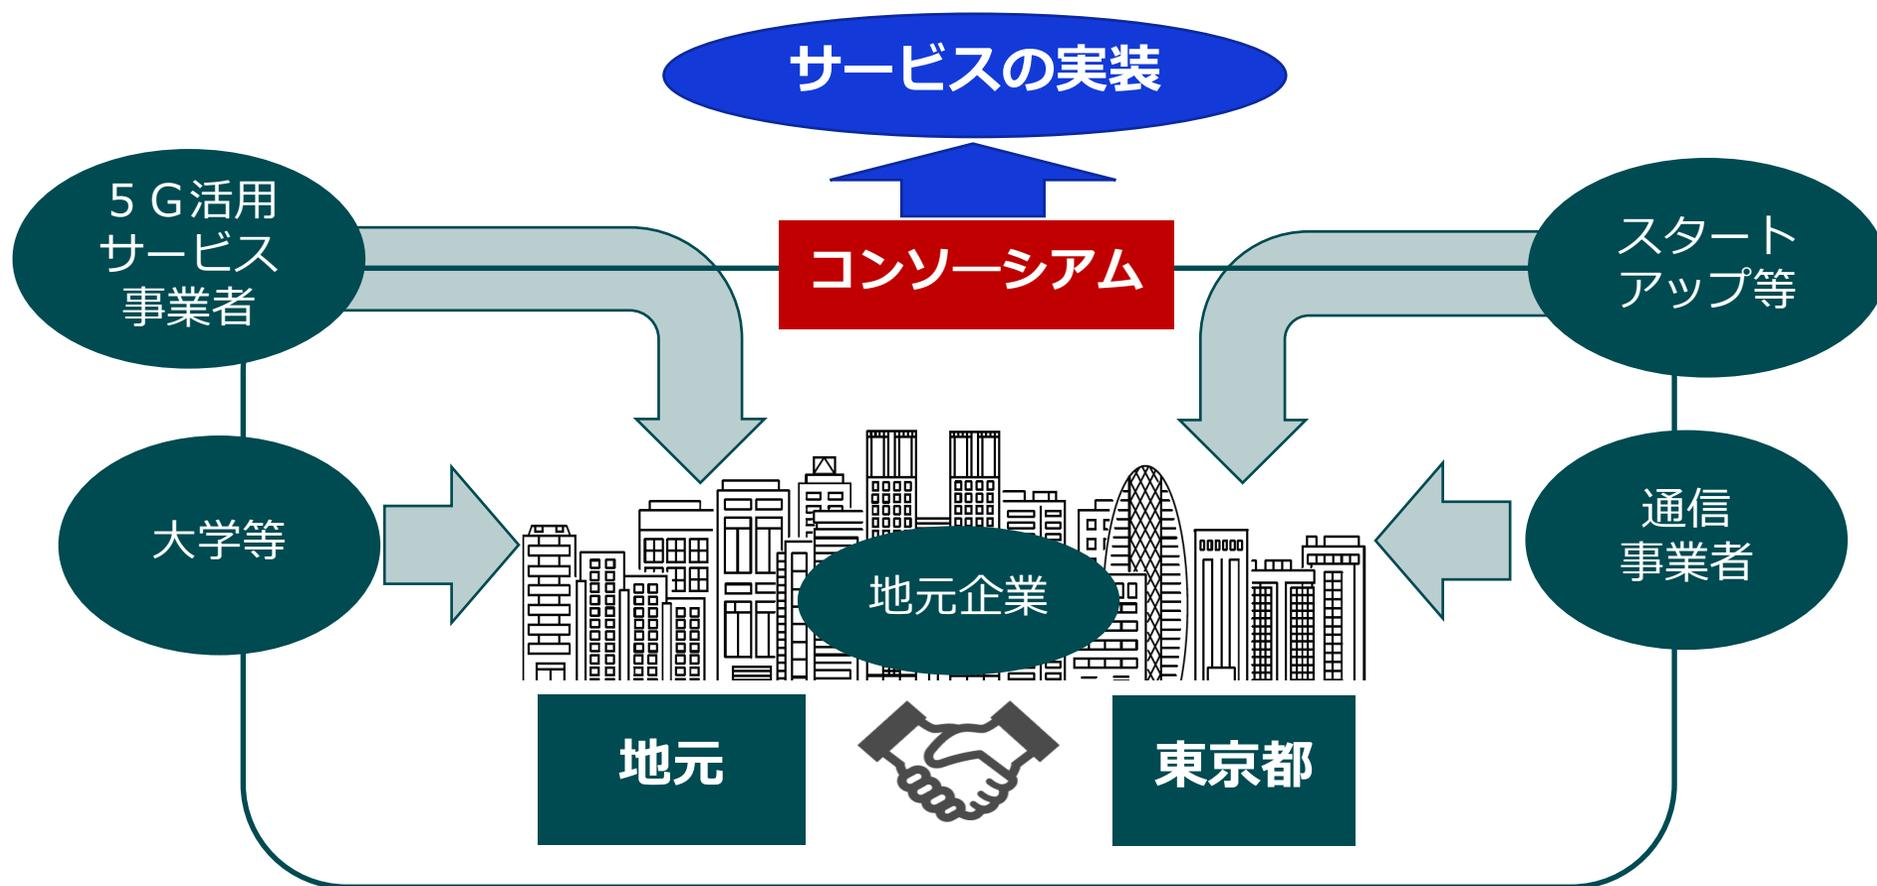 サービスの実装
５Ｇ活用
サービス
事業者
コンソーシアム
スタート
アップ等
大学等
通信
事業者
地元企業
地元
東京都